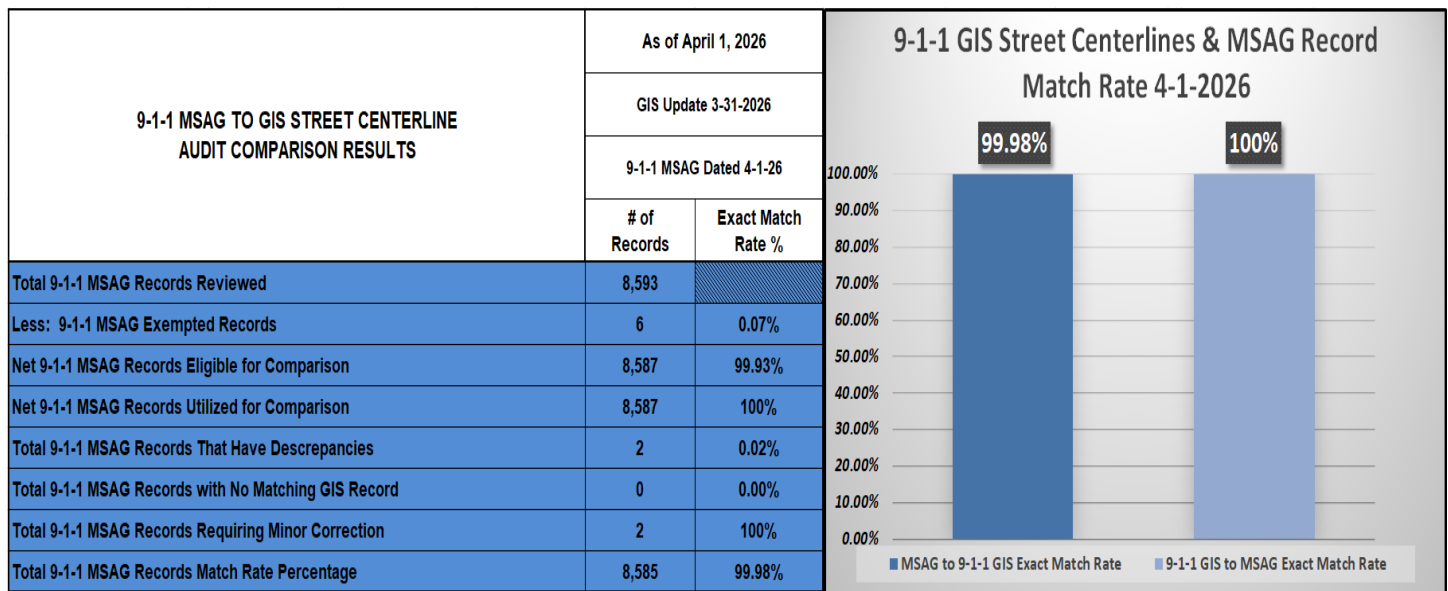 9-1-1 MSAG TO GIS STREET CENTERLINE
AUDIT COMPARISON RESULTS
As of April 1, 2026
GIS Update 3-31-2026
9-1-1 MSAG Dated 4-1-26
# of
Records
Exact Match
Rate %
Total 9-1-1 MSAG Records Reviewed 8,593
Less: 9-1-1 MSAG Exempted Records 6 0.07%
Net 9-1-1 MSAG Records Eligible for Comparison 8,587 99.93%
Net 9-1-1 MSAG Records Utilized for Comparison 8,587 100%
Total 9-1-1 MSAG Records That Have Descrepancies 2 0.02%
Total 9-1-1 MSAG Records with No Matching GIS Record 0 0.00%
Total 9-1-1 MSAG Records Requiring Minor Correction 2 100%
Total 9-1-1 MSAG Records Match Rate Percentage 8,585 99.98%
9-1-1 GIS Street Centerlines & MSAG Record
Match Rate 4-1-2026
99.98% 100%
100.00%
90.00%
80.00%
70.00%
60.00%
50.00%
40.00%
30.00%
20.00%
10.00%
0.00%
MSAG to 9-1-1 GIS Exact Match Rate 9-1-1 GIS to MSAG Exact Match Rate